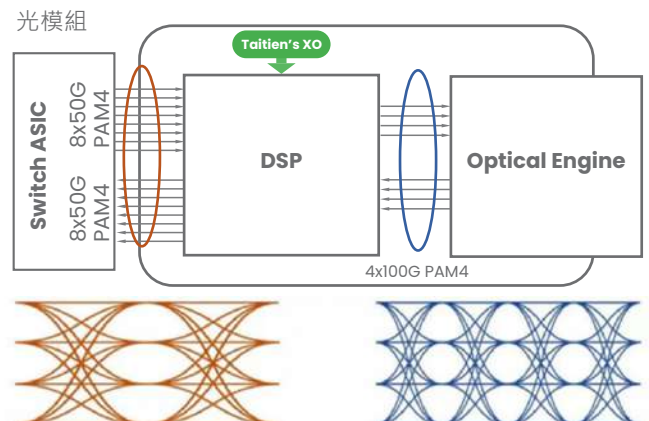 光模組
Taitien's XO
Switch ASIC
8x50G
PAM4
8x50G
PAM4
DSP
Optical Engine
4x100G PAM4